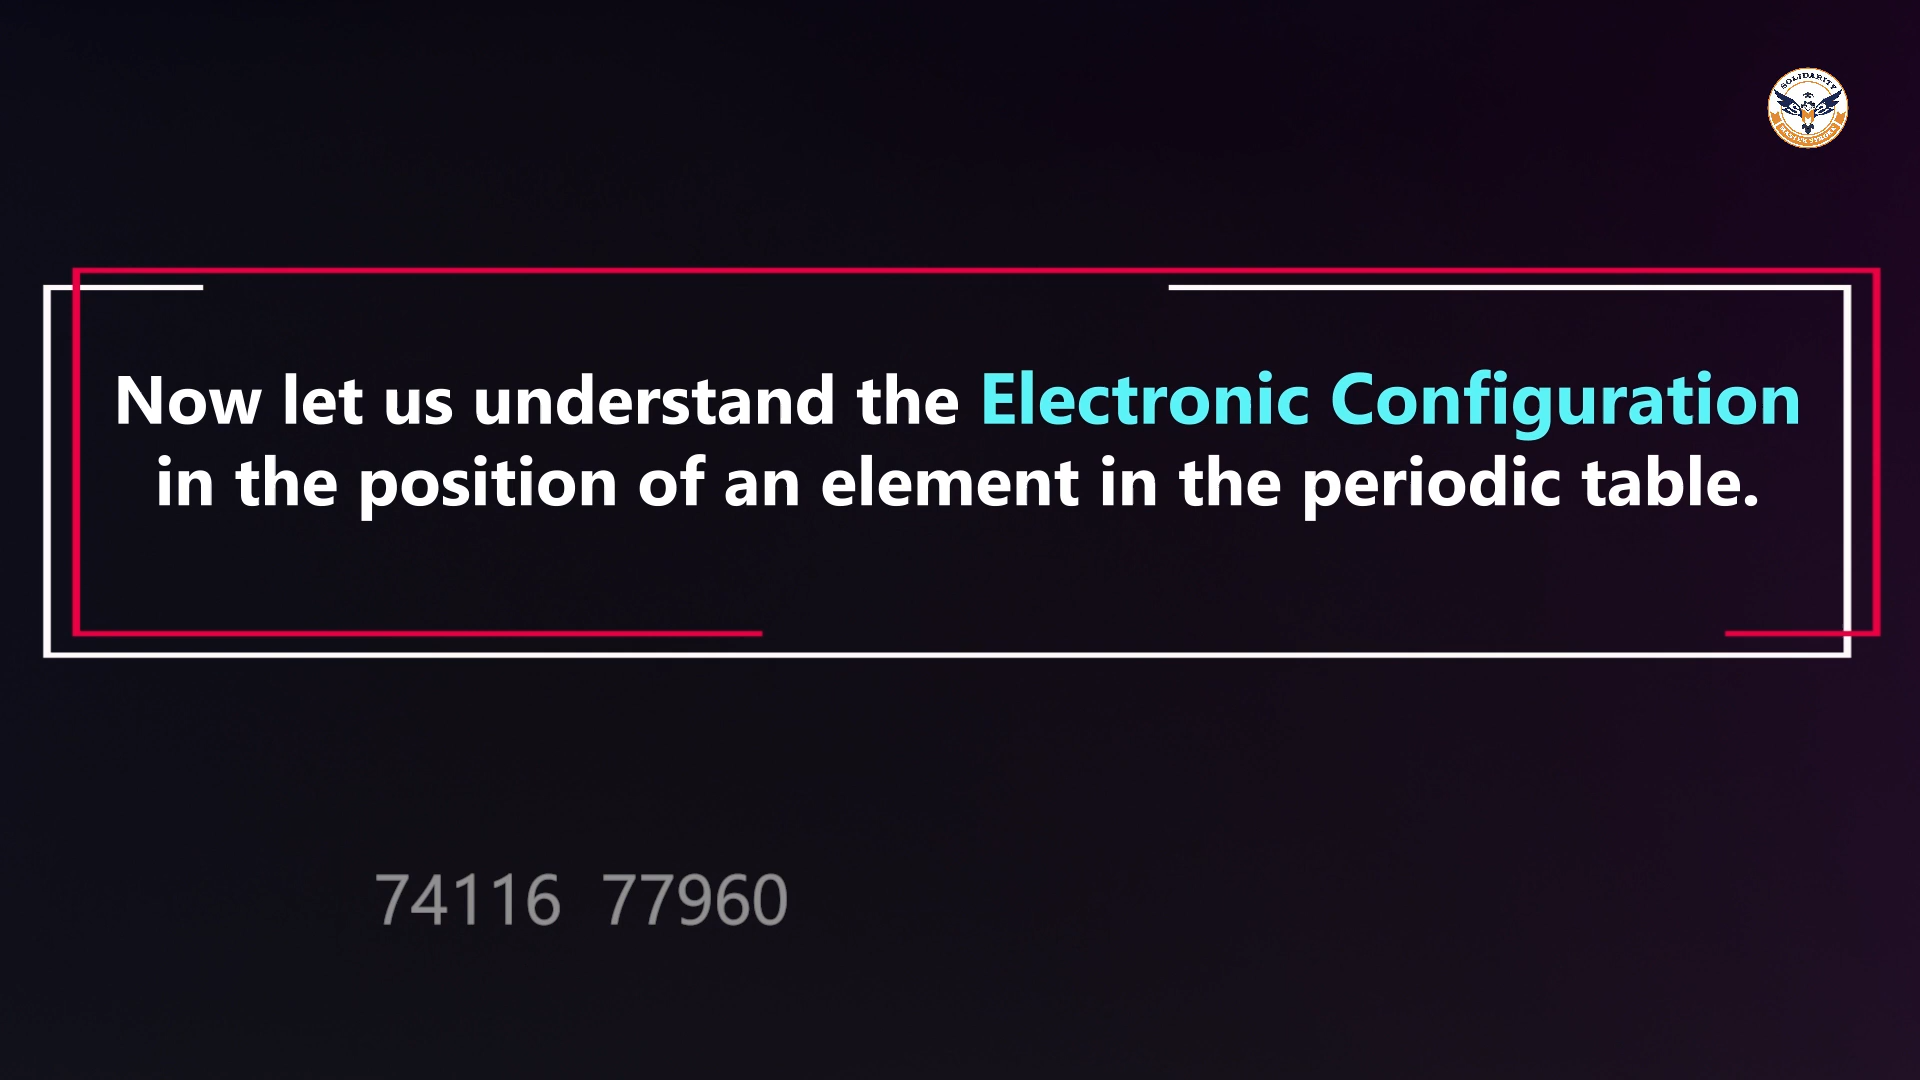 SOLIDARITY
Now let us understand the Electronic Configuration
in the position of an element in the periodic table.
74116 77960